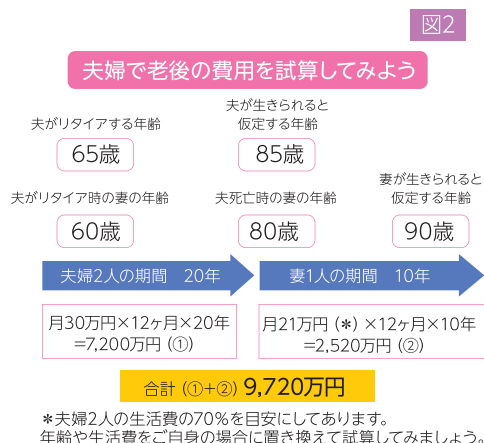 図2
夫婦で老後の費用を試算してみよう
夫がリタイアする年齢
65歳
夫が生きられると
仮定する年齢
85歳
夫がリタイア時の妻の年齢
60歳
夫死亡時の妻の年齢
80歳
妻が生きられると
仮定する年齢
90歳
夫婦2人の期間 20年
妻1人の期間 10年
月30万円×12ヶ月×20年
=7,200万円(①)
月21万円(*)×12ヶ月×10年
=2,520万円(②)
合計(①+②)9,720万円
*夫婦2人の生活費の70%を目安にしてあります。
年齢や生活費をご自身の場合に置き換えて試算してみましょう。